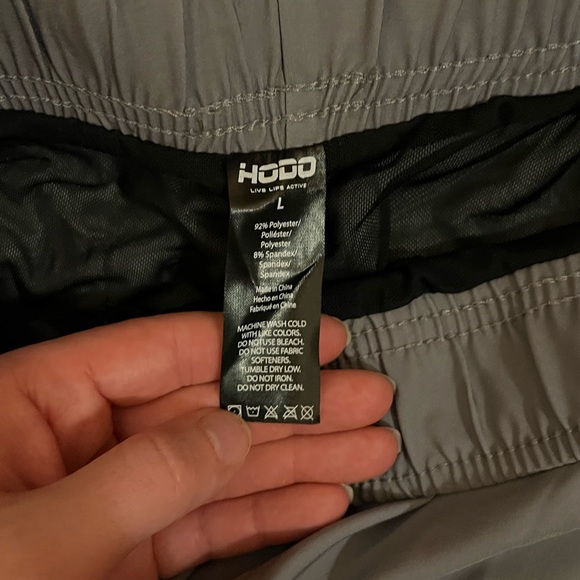 HODO
LIVE LIFE ACTIVE
L
92% Polyester/
Poliéster/
Polyester
8% Spandex/
Spandex/
Spandex
Made in China
Hecho en China
Fabriqué en China
MACHINE WASH COLD
WITH LIKE COLORS.
DO NOT USE BLEACH.
DO NOT USE FABRIC
SOFTENERS.
TUMBLE DRY LOW.
DO NOT IRON.
DO NOT DRY CLEAN.